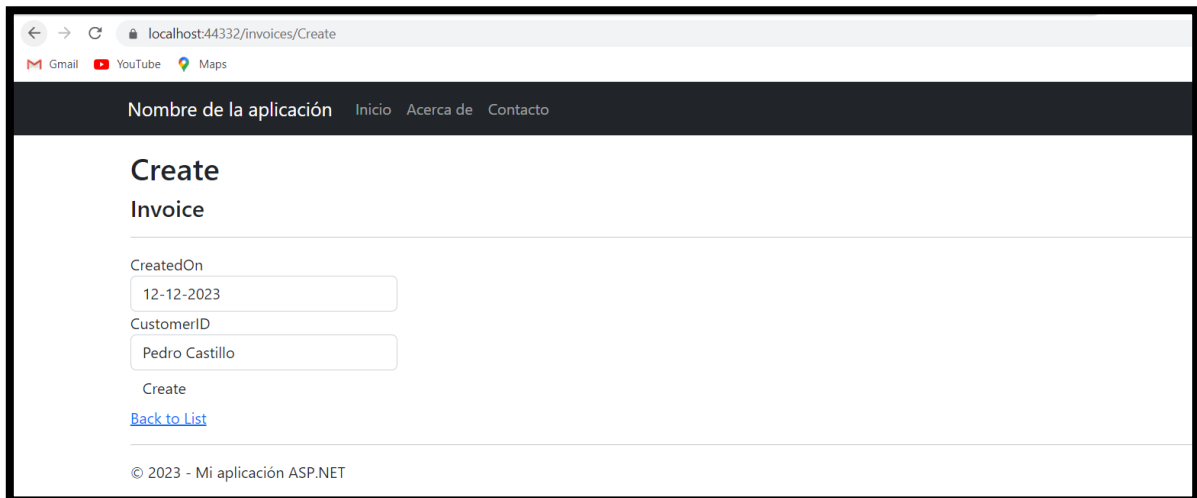 localhost:44332/invoices/Create
Gmail YouTube Maps
Nombre de la aplicación Inicio Acerca de Contacto
Create
Invoice
CreatedOn
12-12-2023
CustomerID
Pedro Castillo
Create
Back to List
© 2023 - Mi aplicación ASP.NET